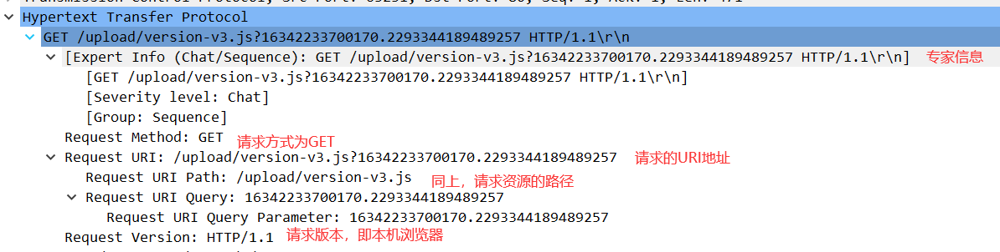 Hypertext Transfer Protocol
GET /upload/version-v3.js?16342233700170.2293344189489257 HTTP/1.1\r\n
[Expert Info (Chat/Sequence): GET /upload/version-v3.js?16342233700170.2293344189489257 HTTP/1.1\r\n] 专家信息
[GET /upload/version-v3.js?16342233700170.2293344189489257 HTTP/1.1\r\n]
[Severity level: Chat]
[Group: Sequence]
Request Method: GET 请求方式为GET
Request URI: /upload/version-v3.js?16342233700170.2293344189489257 请求的URI地址
Request URI Path: /upload/version-v3.js 同上，请求资源的路径
Request URI Query: 16342233700170.2293344189489257
Request URI Query Parameter: 16342233700170.2293344189489257
Request Version: HTTP/1.1 请求版本，即本机浏览器